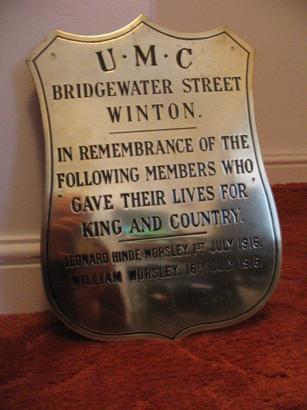 U·M·C
BRIDGEWATER STREET
WINTON.
IN REMEMBRANCE OF THE
FOLLOWING MEMBERS WHO
GAVE THEIR LIVES FOR
KING AND COUNTRY.
LEONARD HINDE WORSLEY. 1ST JULY 1916.
WILLIAM WORSLEY. 16TH JULY 1916.